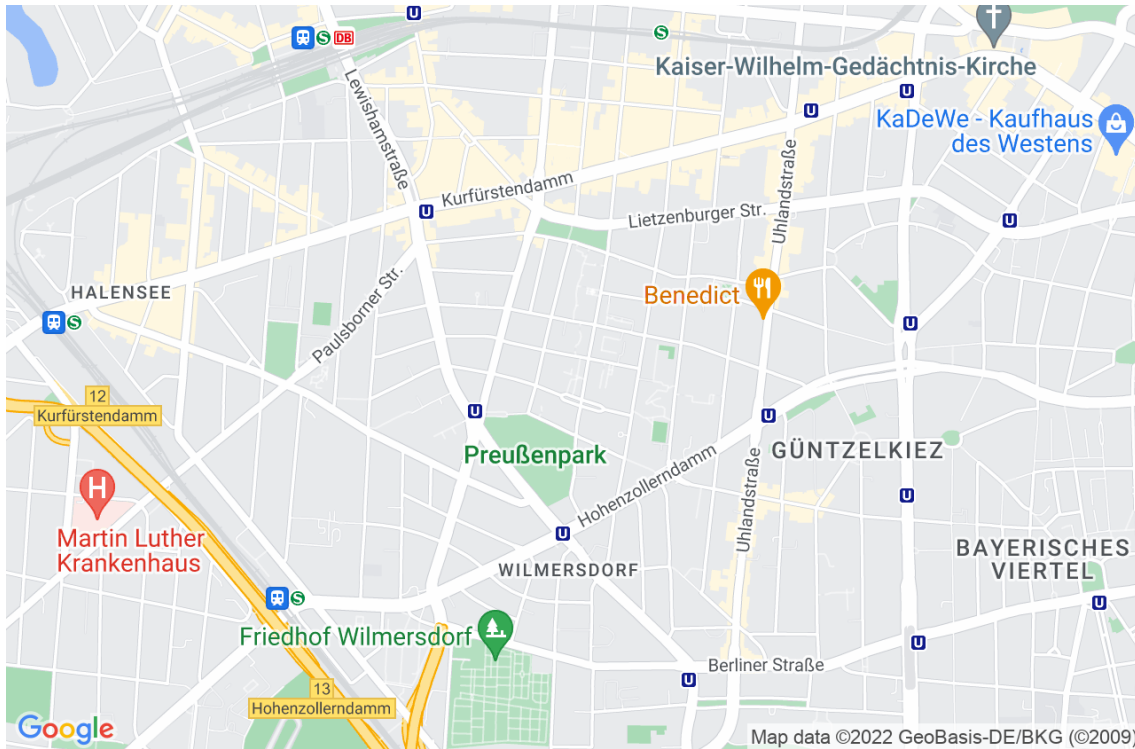 S
DB
U
S
Kaiser-Wilhelm-Gedächtnis-Kirche
U
U
KaDeWe - Kaufhaus
des Westens
Lewishamstraße
Kurfürstendamm
U
Lietzenburger Str.
Uhlandstraße
U
HALENSEE
Paulsborner Str.
Benedict
S
U
12
Kurfürstendamm
U
U
Preußenpark
GÜNTZELKIEZ
Hohenzollerndamm
Uhlandstraße
H
U
Martin Luther
Krankenhaus
U
BAYERISCHES
VIERTEL
WILMERSDORF
S
U
Friedhof Wilmersdorf
U
Berliner Straße
U
13
Hohenzollerndamm
Google
Map data ©2022 GeoBasis-DE/BKG (©2009)